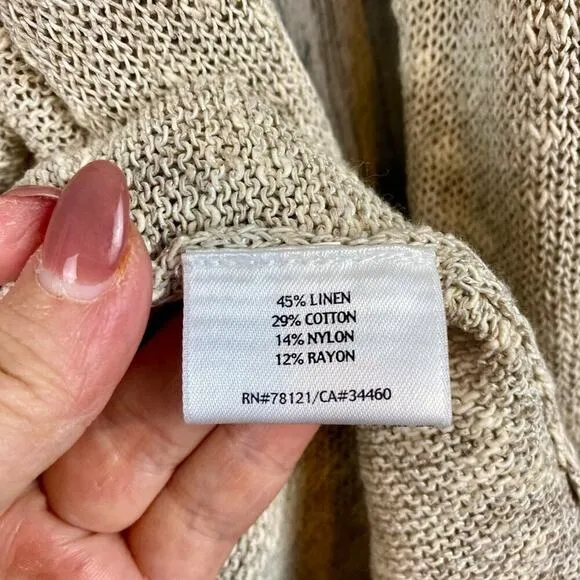 45% LINEN
29% COTTON
14% NYLON
12% RAYON
RN#78121/CA#34460